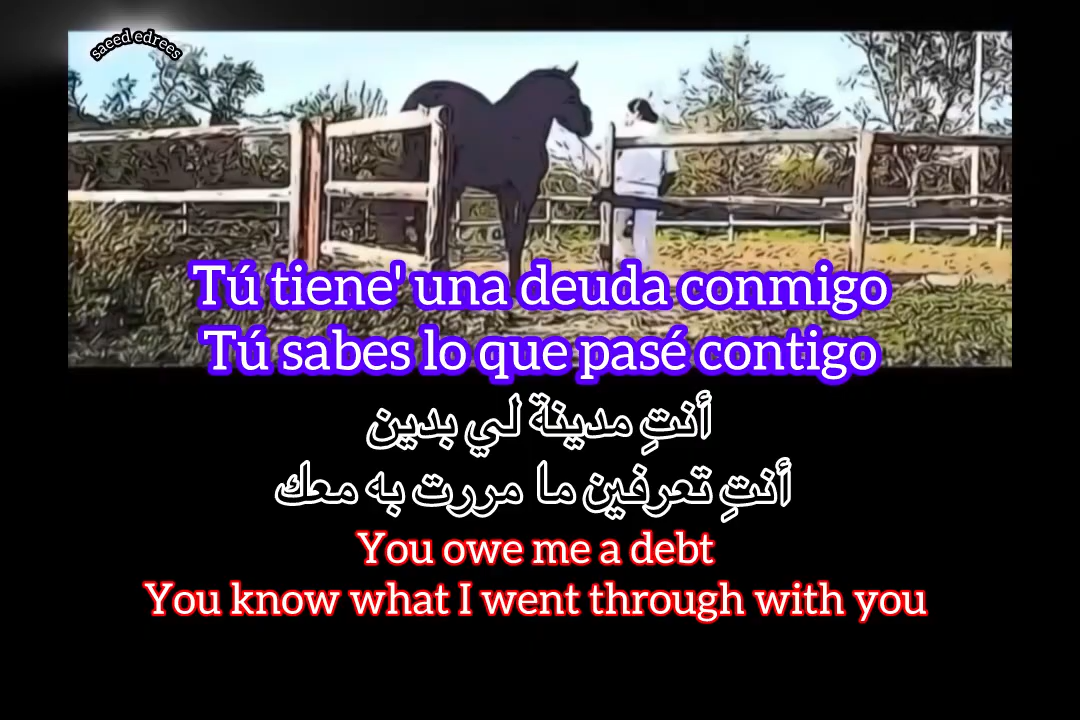 saeed edrees
Tú tiene' una deuda conmigo
Tú sabes lo que pasé contigo
أنتِ مدينة لي بدين
أنتِ تعرفين ما مررت به معك
You owe me a debt
You know what I went through with you